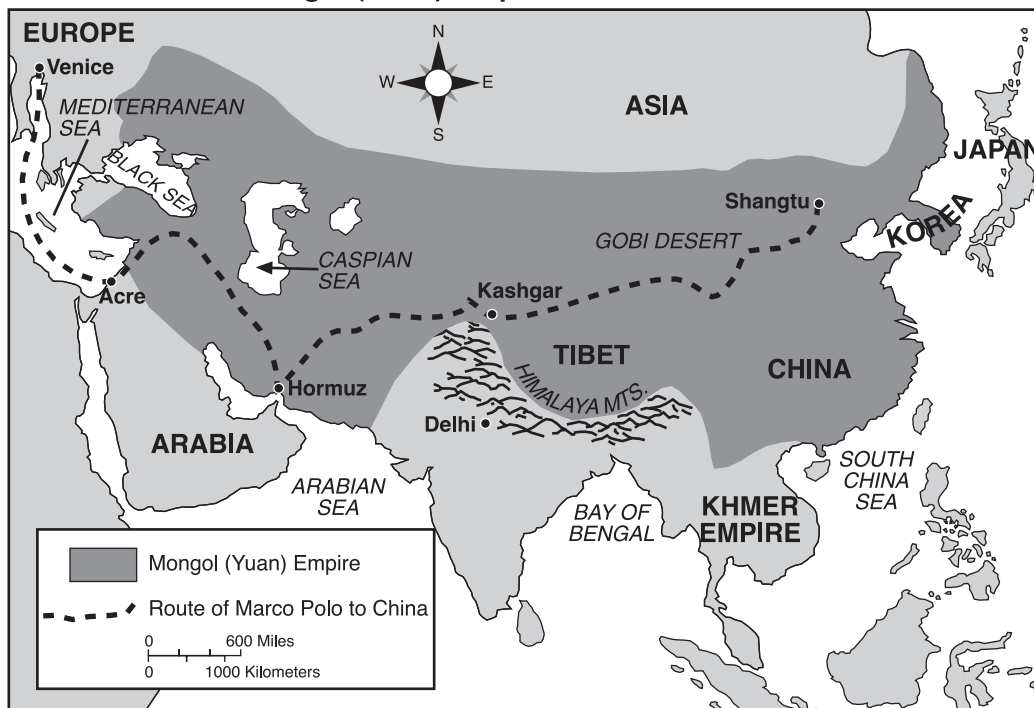 EUROPE
Venice
MEDITERRANEAN
SEA
BLACK SEA
N
W
E
S
ASIA
JAPAN
Shangtu
KOREA
GOBI DESERT
CASPIAN
SEA
Acre
Kashgar
TIBET
CHINA
HIMALAYA MTS.
Hormuz
Delhi
ARABIA
ARABIAN
SEA
BAY OF
BENGAL
KHMER
EMPIRE
SOUTH
CHINA
SEA
Mongol (Yuan) Empire
Route of Marco Polo to China
0 600 Miles
0 1000 Kilometers